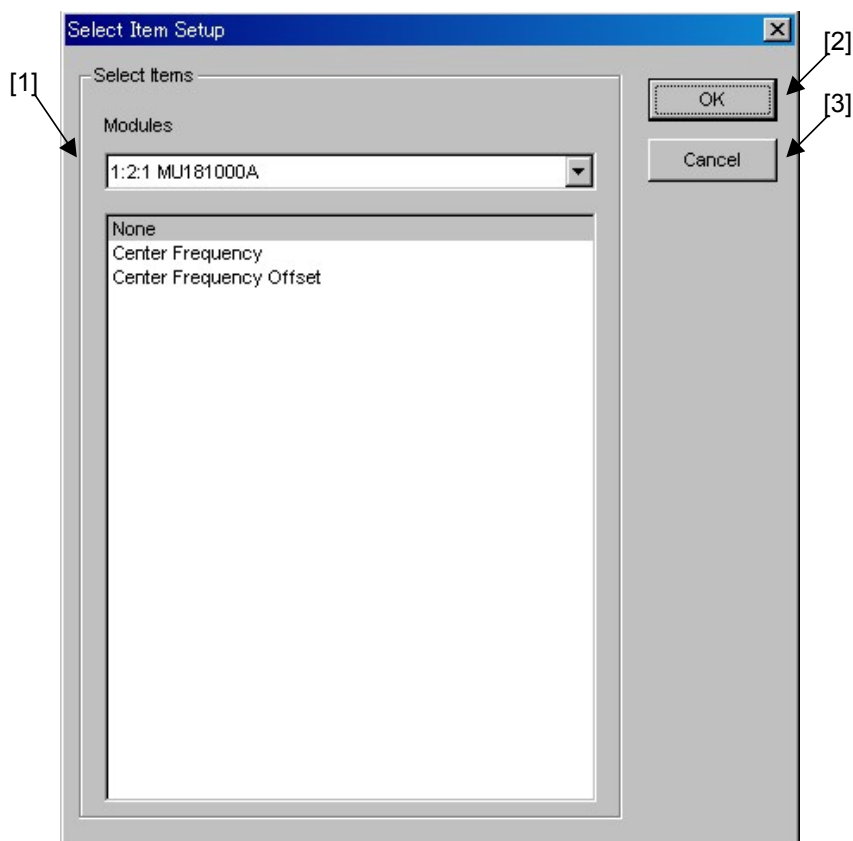 Select Item Setup
[2]
[1]
Select Items
OK
[3]
Modules
Cancel
1:2:1 MU181000A
None
Center Frequency
Center Frequency Offset